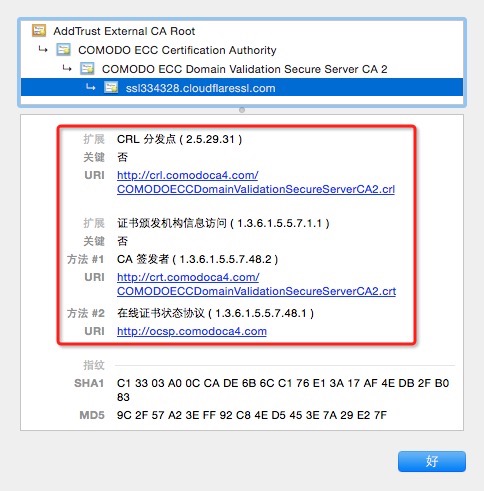 AddTrust External CA Root
↳ COMODO ECC Certification Authority
↳ COMODO ECC Domain Validation Secure Server CA 2
↳ ssl334328.cloudflaressl.com
扩展 CRL 分发点 ( 2.5.29.31 )
关键 否
URI http://crl.comodoca4.com/
COMODOECCDomainValidationSecureServerCA2.crl
扩展 证书颁发机构信息访问 ( 1.3.6.1.5.5.7.1.1 )
关键 否
方法 #1 CA 签发者 ( 1.3.6.1.5.5.7.48.2 )
URI http://crt.comodoca4.com/
COMODOECCDomainValidationSecureServerCA2.crt
方法 #2 在线证书状态协议 ( 1.3.6.1.5.5.7.48.1 )
URI http://ocsp.comodoca4.com
指纹
SHA1 C1 33 03 A0 0C CA DE 6B 6C C1 76 E1 3A 17 AF 4E DB 2F B0
83
MD5 9C 2F 57 A2 3E FF 92 C8 4E D5 45 3E 7A 29 E2 7F
好